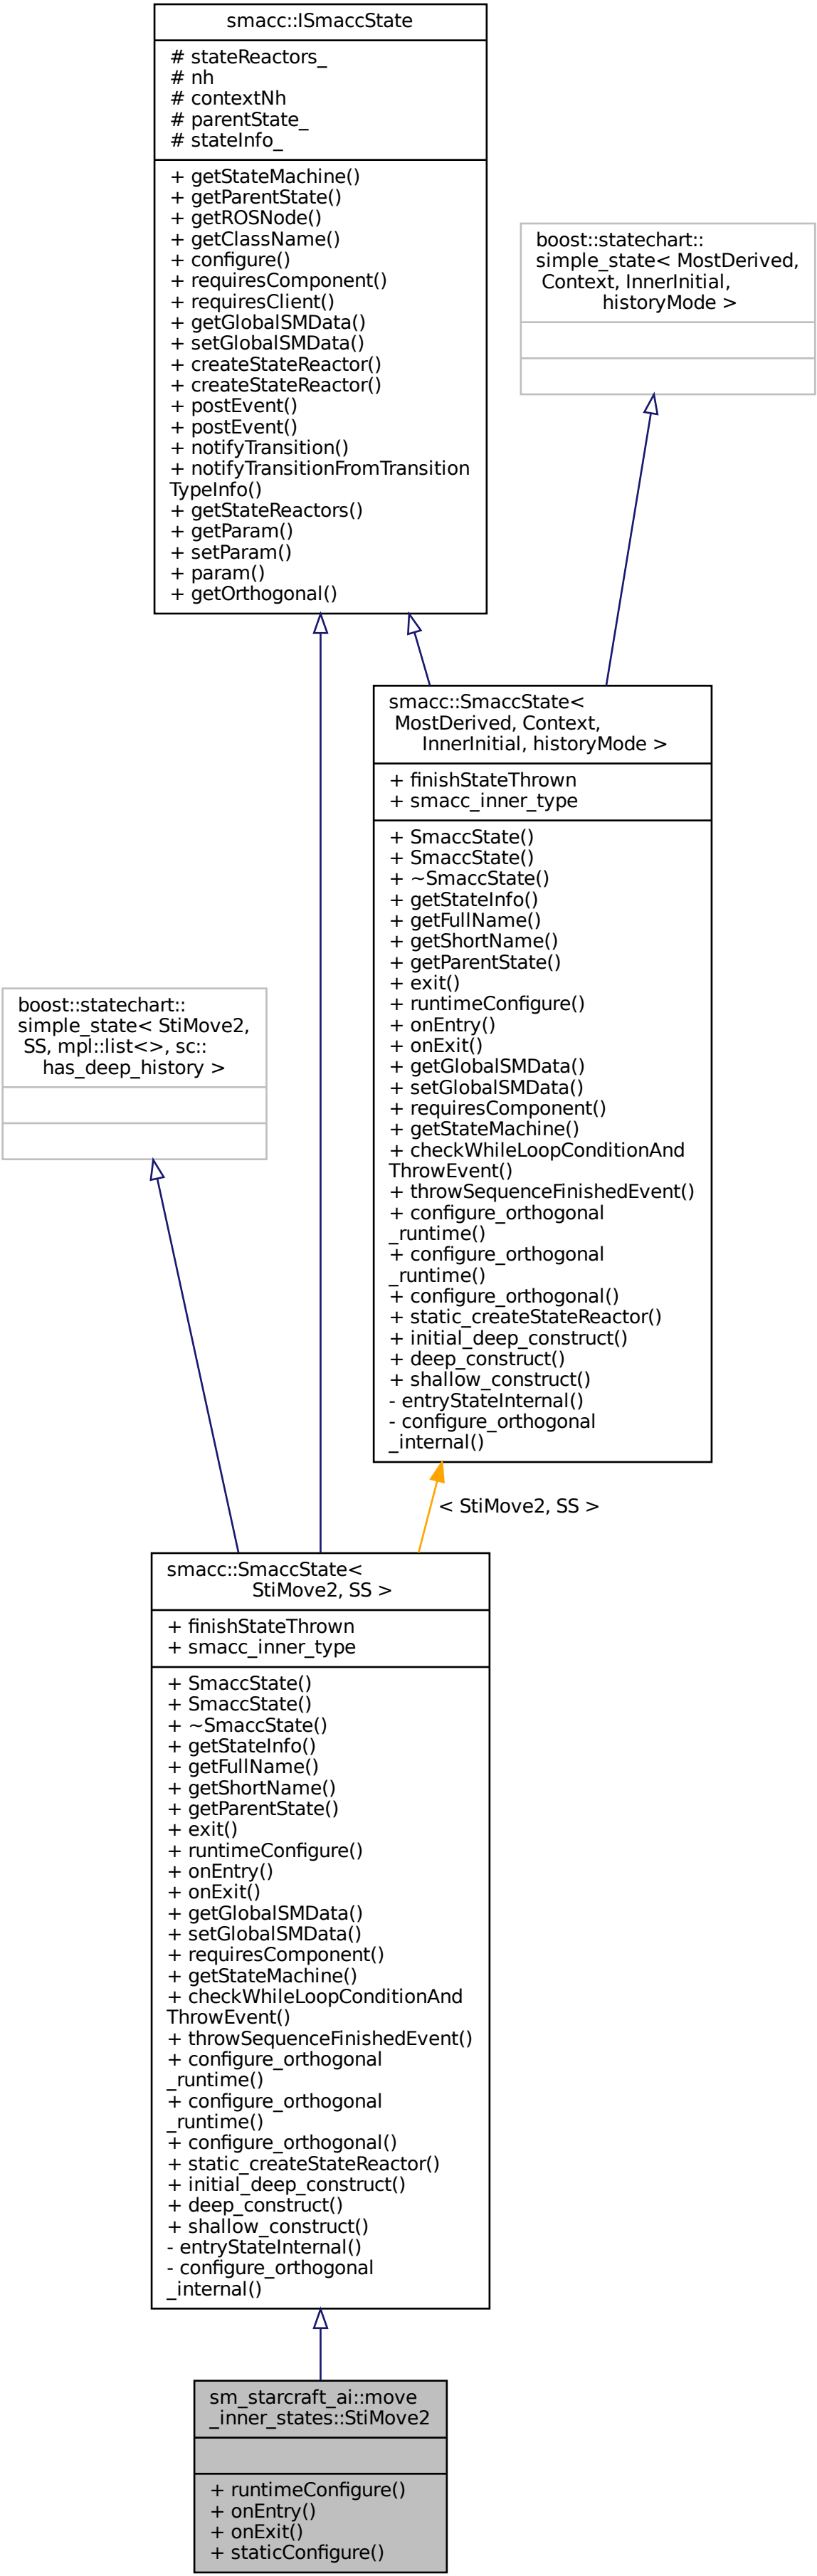 smacc::ISmaccState
# stateReactors_
# nh
# contextNh
# parentState_
# stateInfo_
+ getStateMachine()
+ getParentState()
+ getROSNode()
+ getClassName()
+ configure()
+ requiresComponent()
+ requiresClient()
+ getGlobalSMData()
+ setGlobalSMData()
+ createStateReactor()
+ createStateReactor()
+ postEvent()
+ postEvent()
+ notifyTransition()
+ notifyTransitionFromTransition
TypeInfo()
+ getStateReactors()
+ getParam()
+ setParam()
+ param()
+ getOrthogonal()
boost::statechart::
simple_state< MostDerived,
Context, InnerInitial,
historyMode >
smacc::SmaccState<
MostDerived, Context,
InnerInitial, historyMode >
+ finishStateThrown
+ smacc_inner_type
+ SmaccState()
+ SmaccState()
+ ~SmaccState()
+ getStateInfo()
+ getFullName()
+ getShortName()
+ getParentState()
+ exit()
+ runtimeConfigure()
+ onEntry()
+ onExit()
+ getGlobalSMData()
+ setGlobalSMData()
+ requiresComponent()
+ getStateMachine()
+ checkWhileLoopConditionAnd
ThrowEvent()
+ throwSequenceFinishedEvent()
+ configure_orthogonal
_runtime()
+ configure_orthogonal
_runtime()
+ configure_orthogonal()
+ static_createStateReactor()
+ initial_deep_construct()
+ deep_construct()
+ shallow_construct()
- entryStateInternal()
- configure_orthogonal
_internal()
boost::statechart::
simple_state< StiMove2,
SS, mpl::list<>, sc::
has_deep_history >
< StiMove2, SS >
smacc::SmaccState<
StiMove2, SS >
+ finishStateThrown
+ smacc_inner_type
+ SmaccState()
+ SmaccState()
+ ~SmaccState()
+ getStateInfo()
+ getFullName()
+ getShortName()
+ getParentState()
+ exit()
+ runtimeConfigure()
+ onEntry()
+ onExit()
+ getGlobalSMData()
+ setGlobalSMData()
+ requiresComponent()
+ getStateMachine()
+ checkWhileLoopConditionAnd
ThrowEvent()
+ throwSequenceFinishedEvent()
+ configure_orthogonal
_runtime()
+ configure_orthogonal
_runtime()
+ configure_orthogonal()
+ static_createStateReactor()
+ initial_deep_construct()
+ deep_construct()
+ shallow_construct()
- entryStateInternal()
- configure_orthogonal
_internal()
sm_starcraft_ai::move
_inner_states::StiMove2
+ runtimeConfigure()
+ onEntry()
+ onExit()
+ staticConfigure()